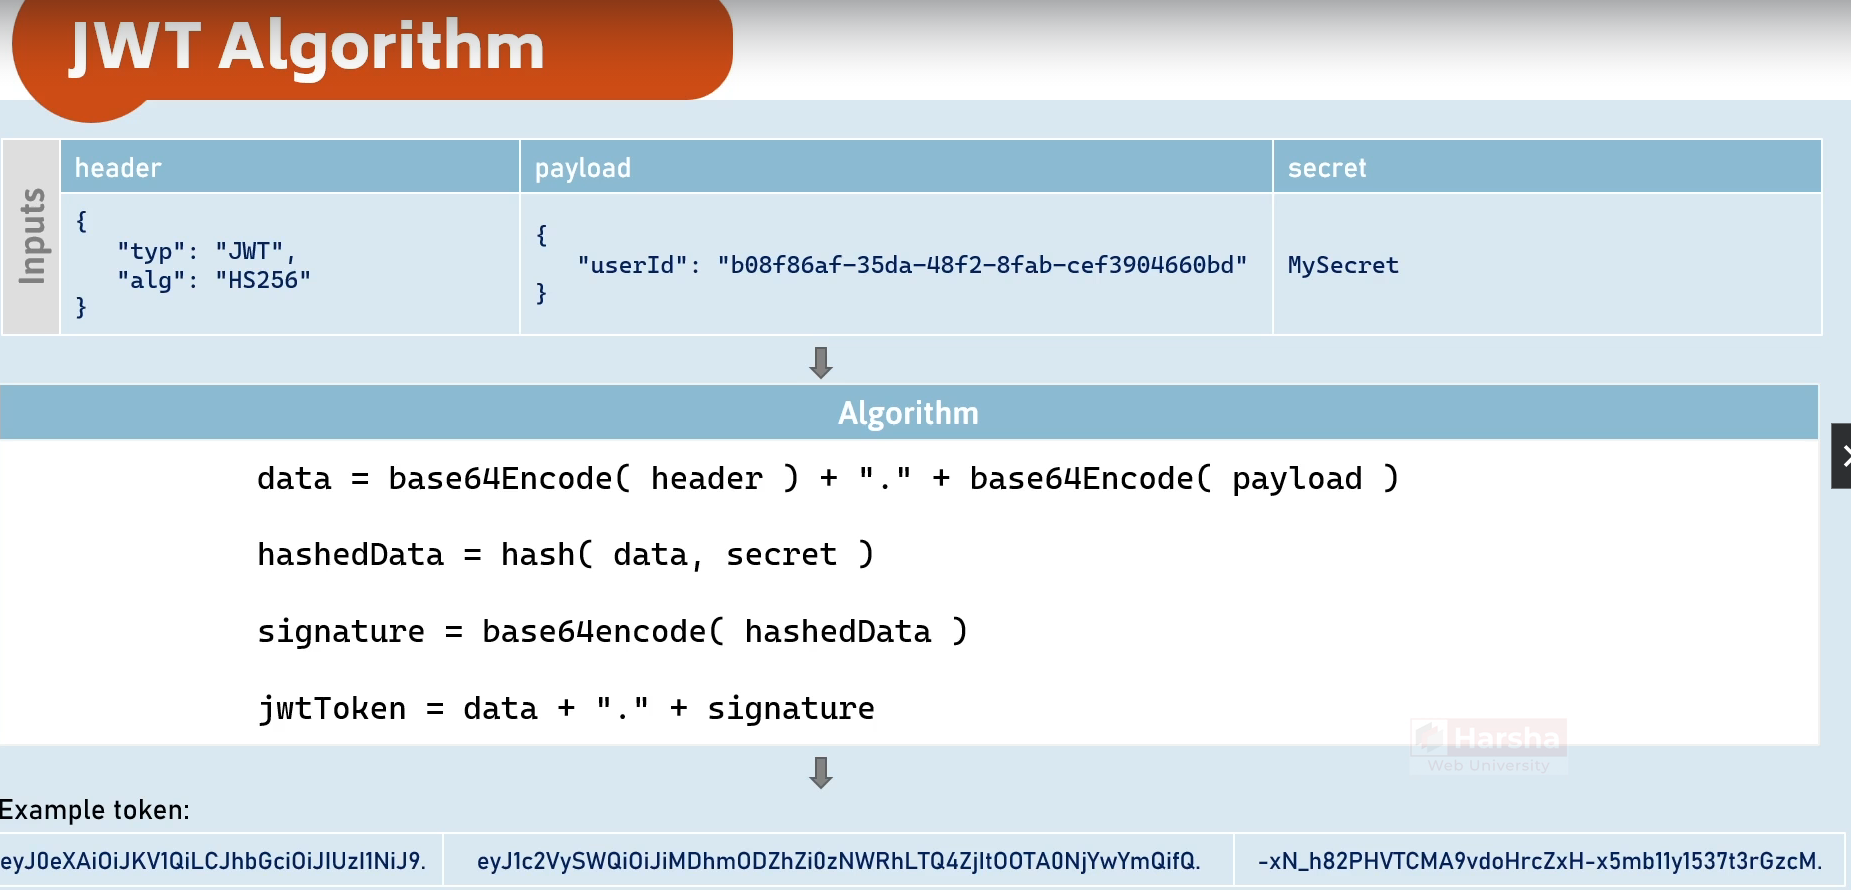 JWT Algorithm
Inputs
header
payload
secret
{
"typ": "JWT",
"alg": "HS256"
}
{
"userId": "b08f86af-35da-48f2-8fab-cef3904660bd"
}
MySecret
Algorithm
data = base64Encode( header ) + "." + base64Encode( payload )
hashedData = hash( data, secret )
signature = base64encode( hashedData )
jwtToken = data + "." + signature
Harsha
Web University
Example token:
eyJ0eXAiOiJKV1QiLCJhbGciOiJIUzI1NiJ9.
eyJ1c2VySWQiOiJiMDhmODZhZi0zNWRhLTQ4ZjItOOTA0NjYwYmQifQ.
-xN_h82PHVTCMA9vdoHrcZxH-x5mb11y1537t3rGzcM.